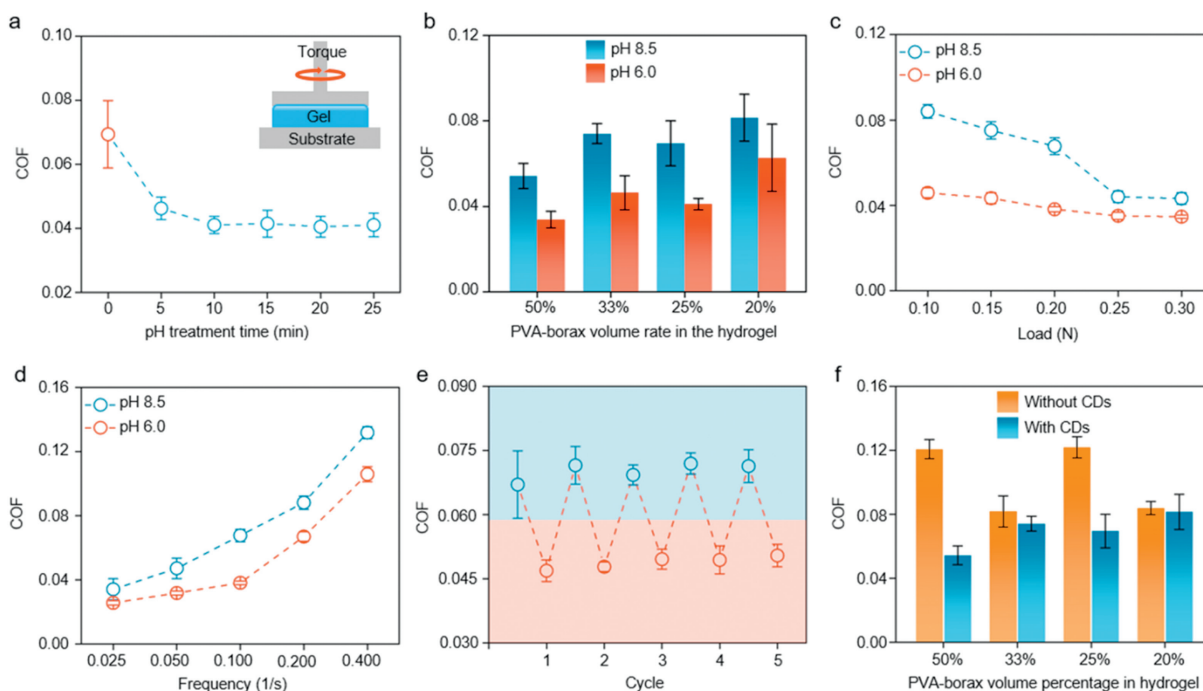 a
0.10
0.08
0.06
0.04
0.02
COF
0
5
10
15
20
25
pH treatment time (min)
Torque
Gel
Substrate
b
0.12
0.08
0.04
0.00
COF
pH 8.5
pH 6.0
50%
33%
25%
20%
PVA-borax volume rate in the hydrogel
c
0.12
0.08
0.04
0.00
COF
pH 8.5
pH 6.0
0.10
0.15
0.20
0.25
0.30
Load (N)
d
0.16
0.12
0.08
0.04
0.00
COF
pH 8.5
pH 6.0
0.025
0.050
0.100
0.200
0.400
Frequency (1/s)
e
0.090
0.075
0.060
0.045
0.030
COF
1
2
3
4
5
Cycle
f
0.16
0.12
0.08
0.04
0.00
COF
Without CDs
With CDs
50%
33%
25%
20%
PVA-borax volume percentage in hydrogel